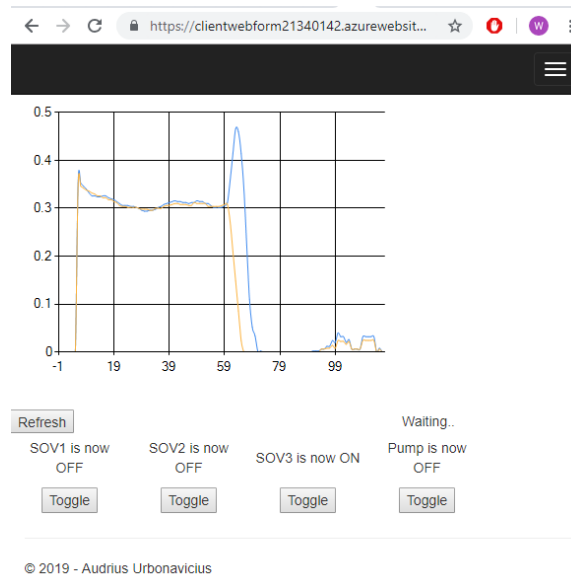 https://clientwebform21340142.azurewebsit...
W
0.5
0.4
0.3
0.2
0.1
0
-1 19 39 59 79 99
Refresh Waiting..
SOV1 is now OFF SOV2 is now OFF SOV3 is now ON Pump is now OFF
Toggle Toggle Toggle Toggle
© 2019 - Audrius Urbonavicius